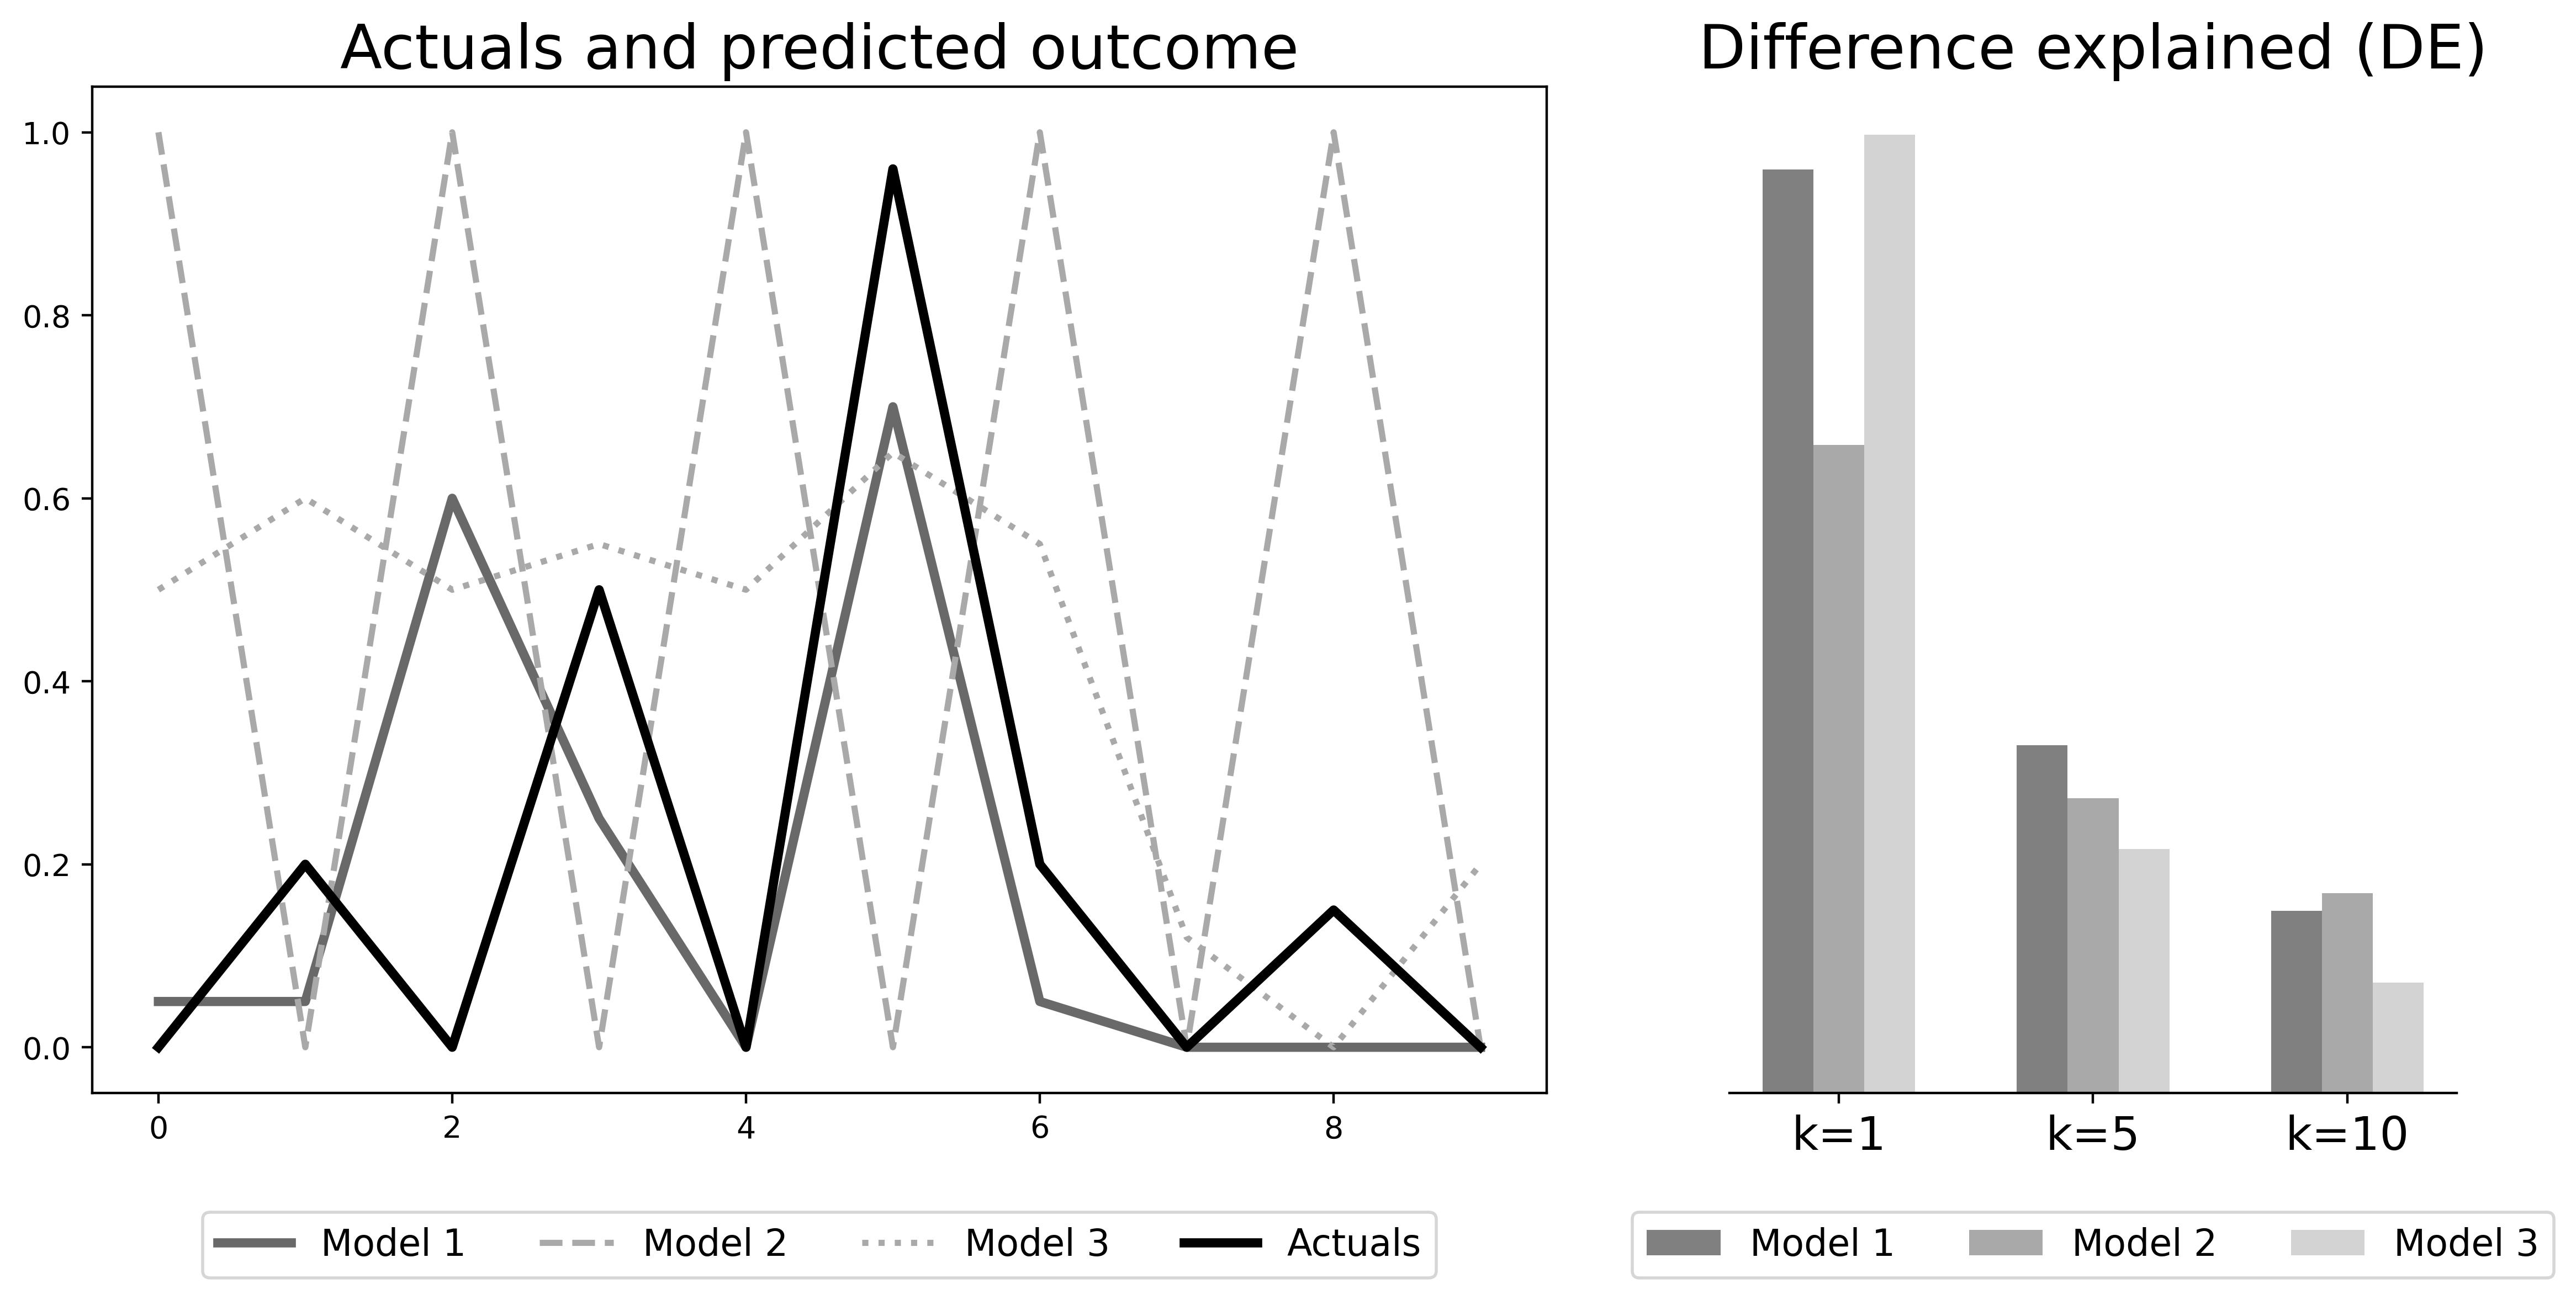 Actuals and predicted outcome
1.0
0.8
0.6
0.4
0.2
0.0
0 2 4 6 8
Model 1 Model 2 Model 3 Actuals
Difference explained (DE)
k=1 k=5 k=10
Model 1 Model 2 Model 3